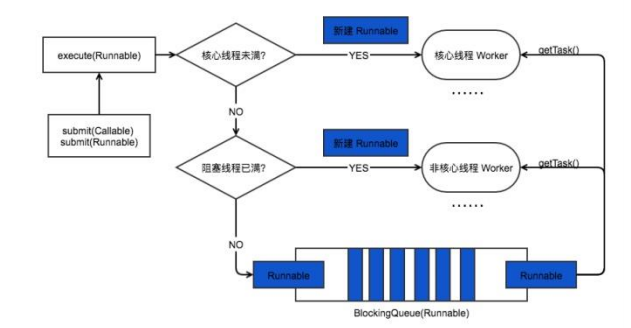 新建 Runnable
execute(Runnable)
核心线程未满?
YES
核心线程 Worker
getTask()
......
NO
submit(Callable)
submit(Runnable)
新建 Runnable
阻塞线程已满?
YES
非核心线程 Worker
getTask()
......
NO
Runnable
Runnable
BlockingQueue(Runnable)